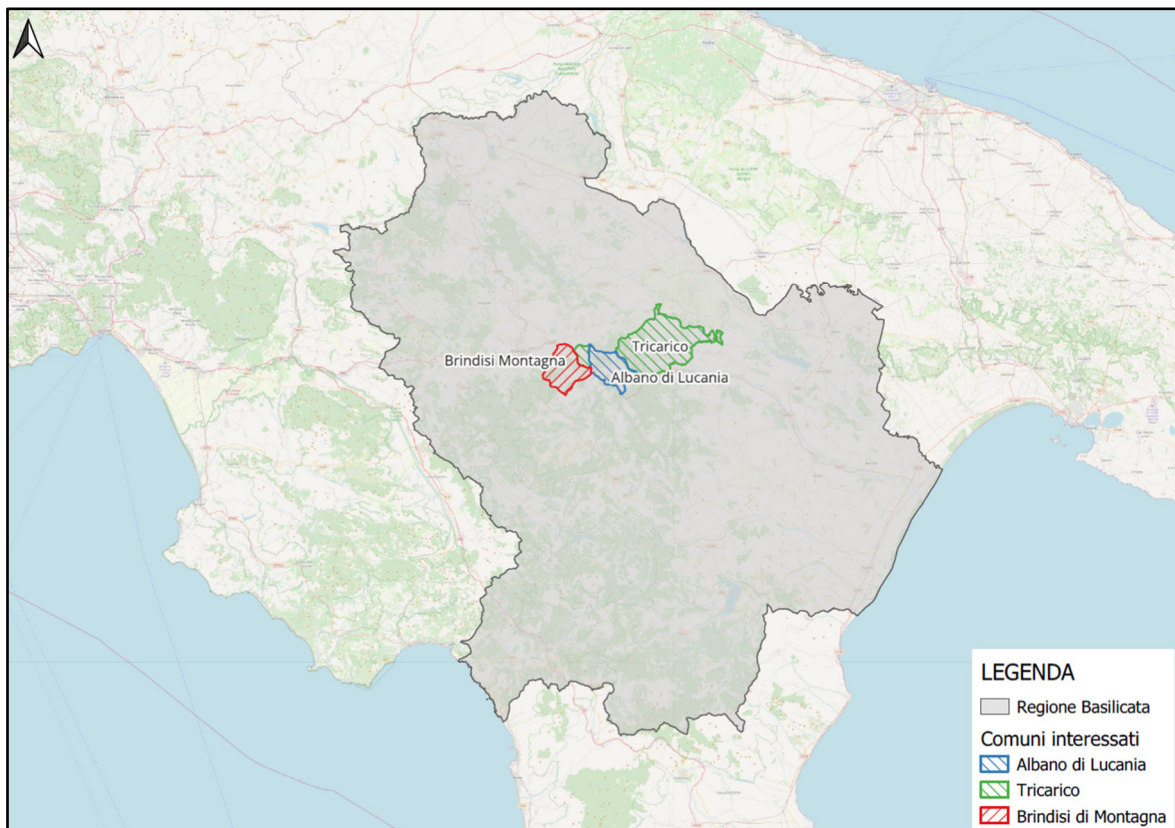 Tricarico
Brindisi Montagna
Albano di Lucania
LEGENDA
Regione Basilicata
Comuni interessati
Albano di Lucania
Tricarico
Brindisi di Montagna